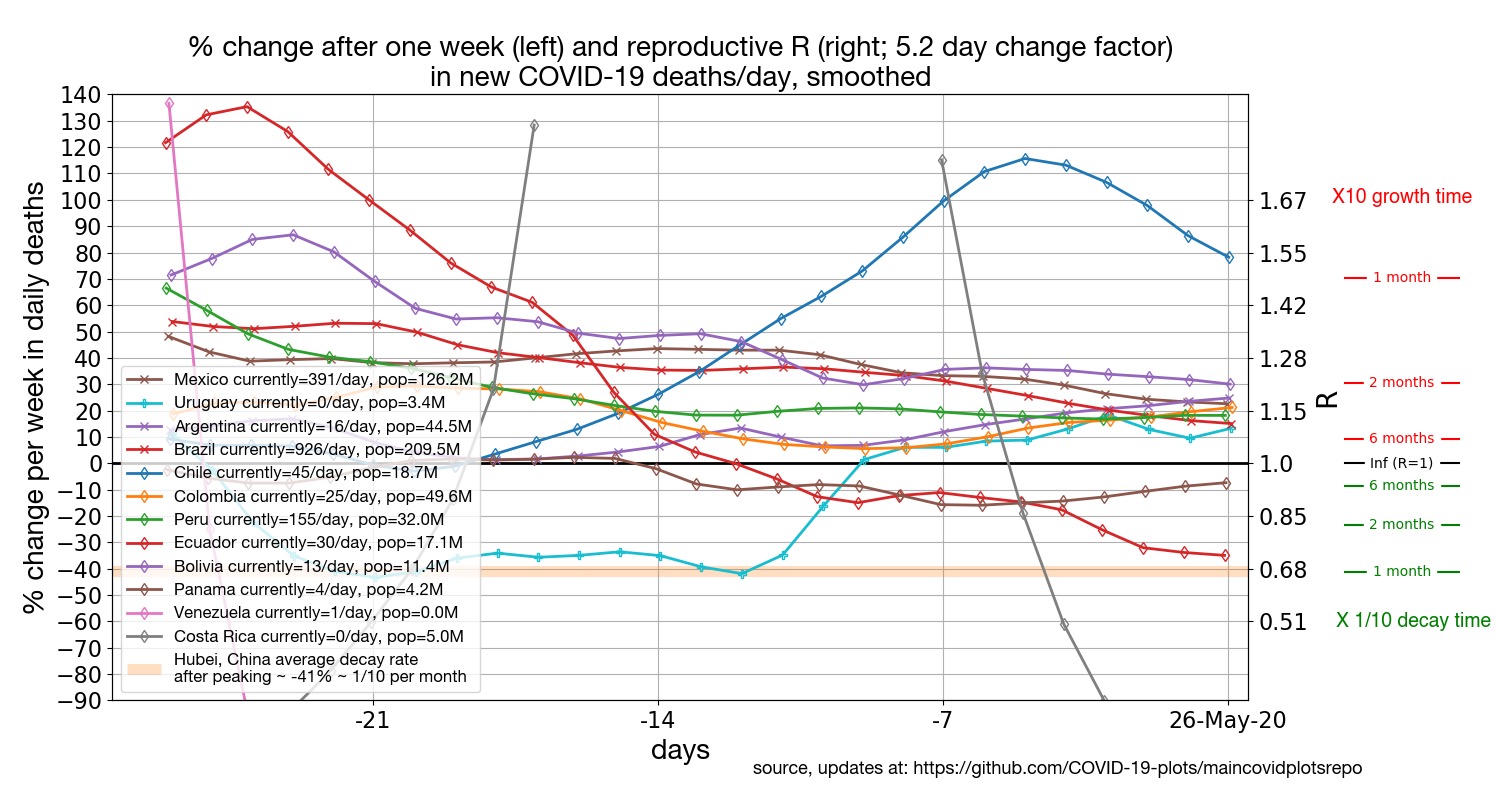 % change after one week (left) and reproductive R (right; 5.2 day change factor)
in new COVID-19 deaths/day, smoothed
% change per week in daily deaths
140
130
120
110
100
90
80
70
60
50
40
30
20
10
0
−10
−20
−30
−40
−50
−60
−70
−80
−90
Mexico currently=391/day, pop=126.2M
Uruguay currently=0/day, pop=3.4M
Argentina currently=16/day, pop=44.5M
Brazil currently=926/day, pop=209.5M
Chile currently=45/day, pop=18.7M
Colombia currently=25/day, pop=49.6M
Peru currently=155/day, pop=32.0M
Ecuador currently=30/day, pop=17.1M
Bolivia currently=13/day, pop=11.4M
Panama currently=4/day, pop=4.2M
Venezuela currently=1/day, pop=0.0M
Costa Rica currently=0/day, pop=5.0M
Hubei, China average decay rate
after peaking ~ -41% ~ 1/10 per month
-21
-14
-7
26-May-20
days
1.67
1.55
1.42
1.28
1.15
1.0
0.85
0.68
0.51
R
X10 growth time
1 month
2 months
6 months
Inf (R=1)
6 months
2 months
1 month
X 1/10 decay time
source, updates at: https://github.com/COVID-19-plots/maincovidplotsrepo